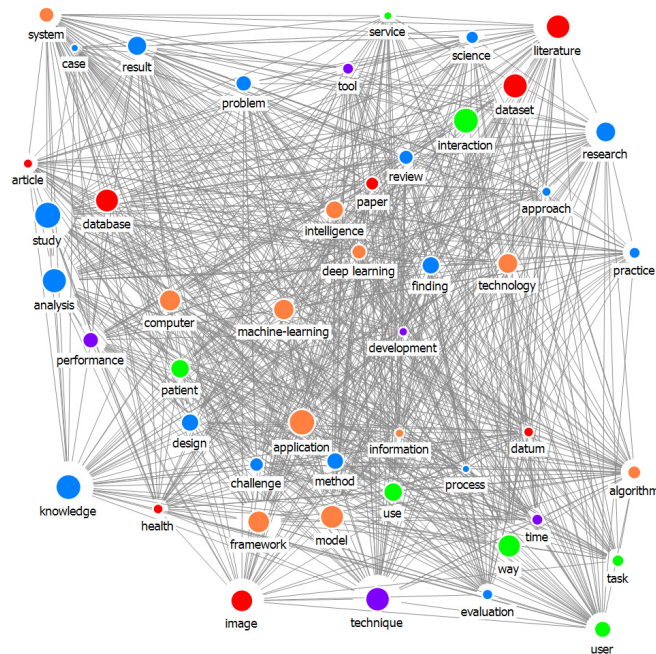 system
case
result
service
science
literature
problem
tool
dataset
interaction
research
article
review
paper
approach
database
study
intelligence
deep learning
finding
technology
practice
analysis
computer
machine-learning
development
performance
patient
design
application
information
datum
challenge
method
process
algorithm
knowledge
health
use
framework
model
time
way
task
image
technique
evaluation
user